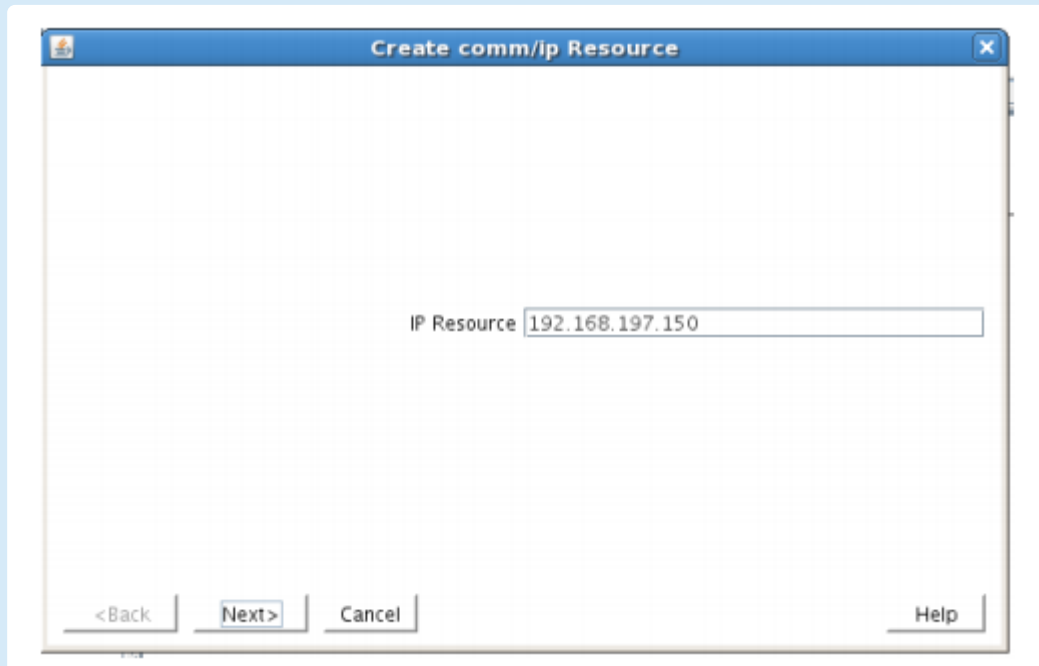 Create comm/ip Resource
IP Resource 192.168.197.150
<Back Next> Cancel Help